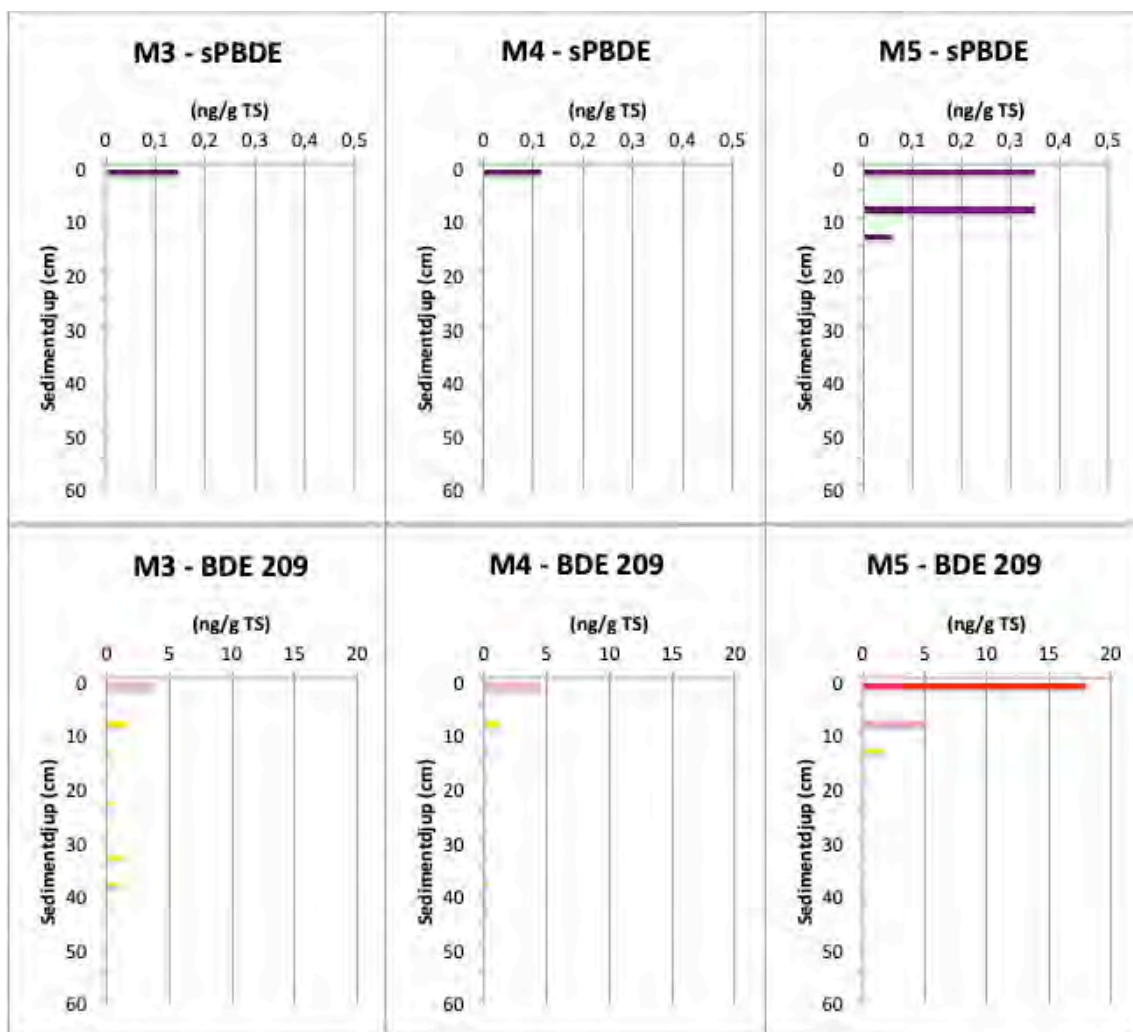 M3 - sPBDE
(ng/g TS)
0 0,1 0,2 0,3 0,4 0,5
0
10
20
30
40
50
60
Sedimentdjup (cm)
M4 - sPBDE
(ng/g TS)
0 0,1 0,2 0,3 0,4 0,5
0
10
20
30
40
50
60
Sedimentdjup (cm)
M5 - sPBDE
(ng/g TS)
0 0,1 0,2 0,3 0,4 0,5
0
10
20
30
40
50
60
Sedimentdjup (cm)
M3 - BDE 209
(ng/g TS)
0 5 10 15 20
0
10
20
30
40
50
60
Sedimentdjup (cm)
M4 - BDE 209
(ng/g TS)
0 5 10 15 20
0
10
20
30
40
50
60
Sedimentdjup (cm)
M5 - BDE 209
(ng/g TS)
0 5 10 15 20
0
10
20
30
40
50
60
Sedimentdjup (cm)